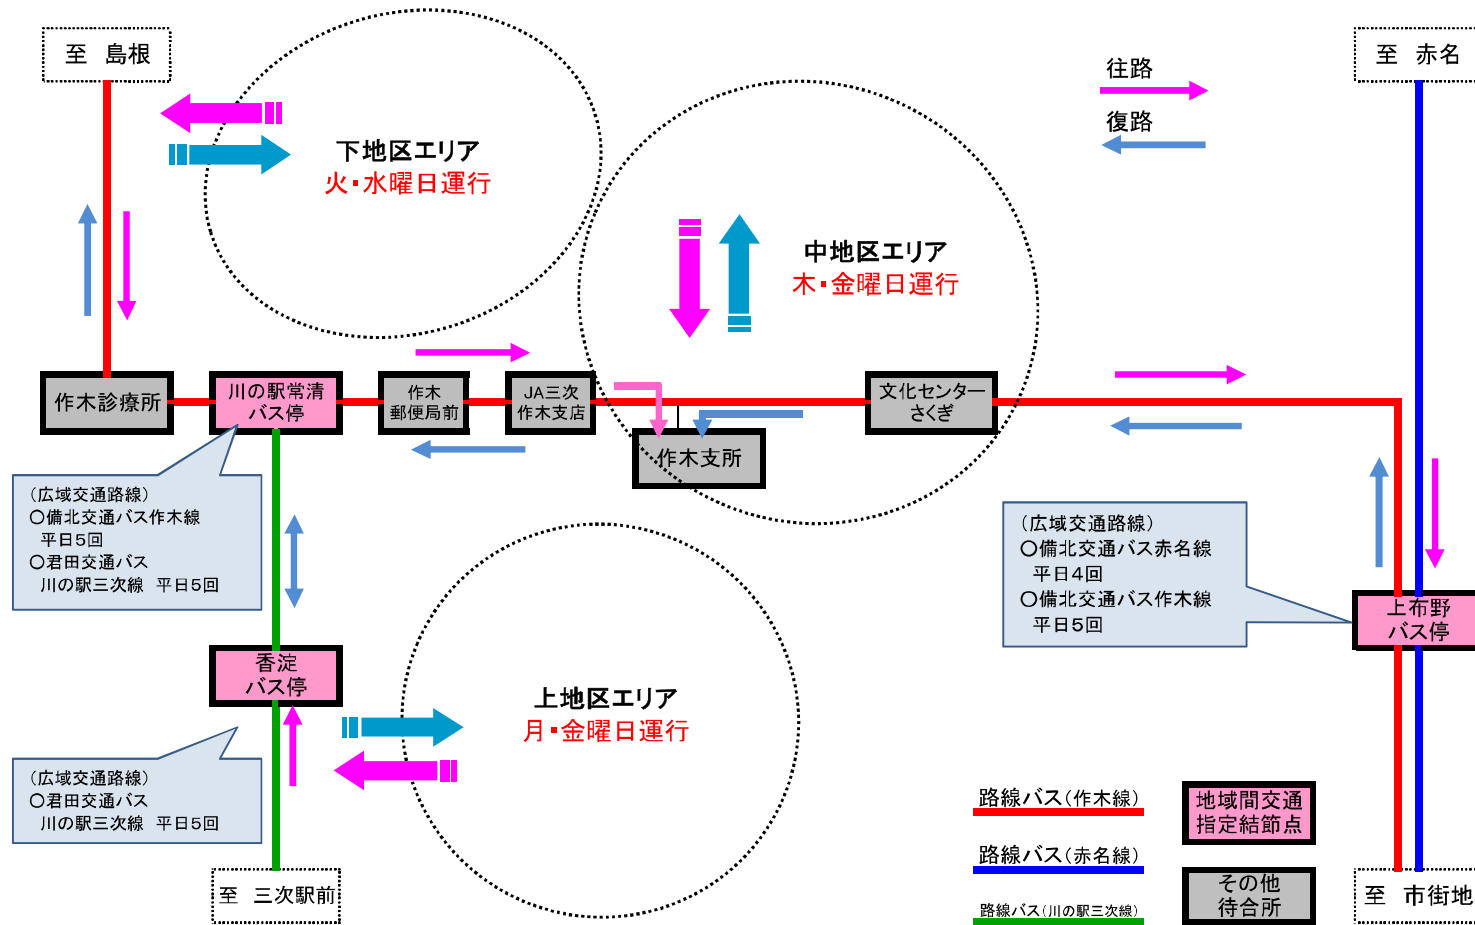 至 島根
往路
復路
至 赤名
下地区エリア
火・水曜日運行
中地区エリア
木・金曜日運行
作木診療所
川の駅常清
バス停
作木
郵便局前
JA三次
作木支店
文化センター
さくぎ
作木支所
（広域交通路線）
〇備北交通バス作木線
平日5回
〇君田交通バス
川の駅三次線 平日5回
（広域交通路線）
〇備北交通バス赤名線
平日4回
〇備北交通バス作木線
平日5回
上布野
バス停
香淀
バス停
上地区エリア
月・金曜日運行
（広域交通路線）
〇君田交通バス
川の駅三次線 平日5回
至 三次駅前
路線バス（作木線）
路線バス（赤名線）
路線バス（川の駅三次線）
地域間交通
指定結節点
その他
待合所
至 市街地